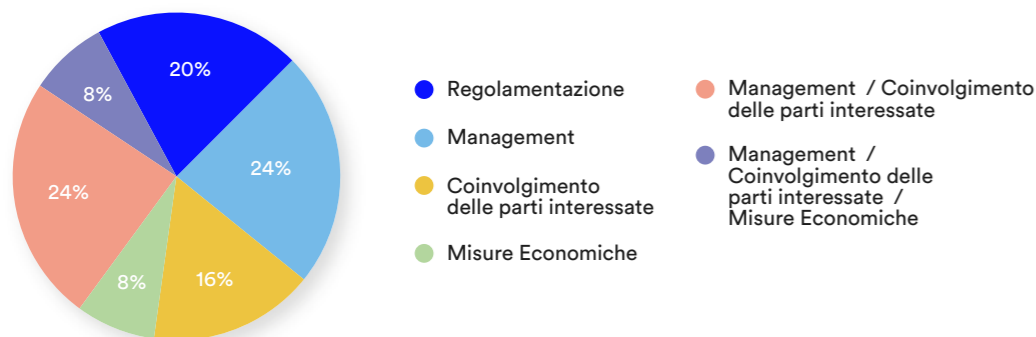 20%
24%
16%
8%
24%
8%
Regolamentazione
Management
Coinvolgimento
delle parti interessate
Misure Economiche
Management / Coinvolgimento
delle parti interessate
Management /
Coinvolgimento delle
parti interessate /
Misure Economiche